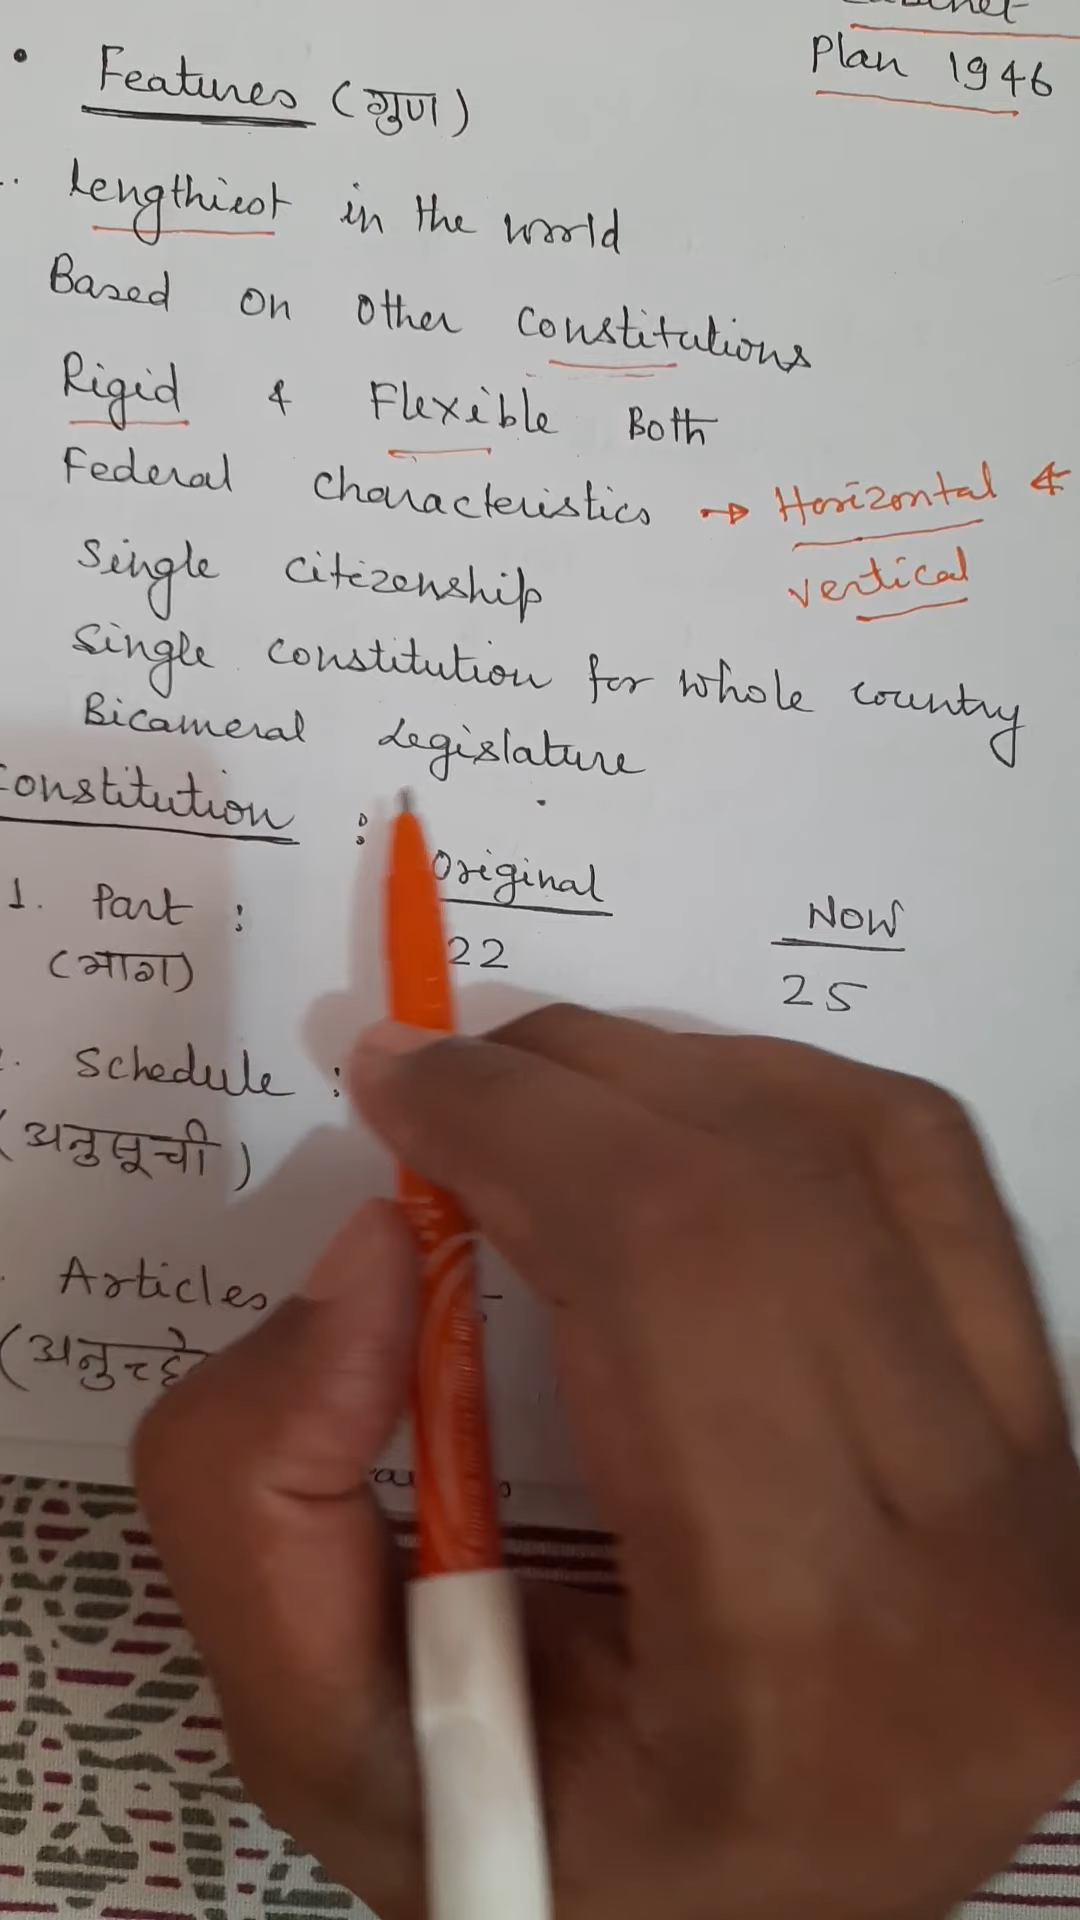 Plan 1946
• Features (गुण)
Lengthiest in the world
Based on other constitutions
Rigid & Flexible Both
Federal characteristics → Horizontal &
vertical
Single citizenship
Single constitution for whole country
Bicameral Legislature
Constitution :
Original
NOW
1. Part :
22
25
(भाग)
Schedule :
(अनुसूची)
Articles